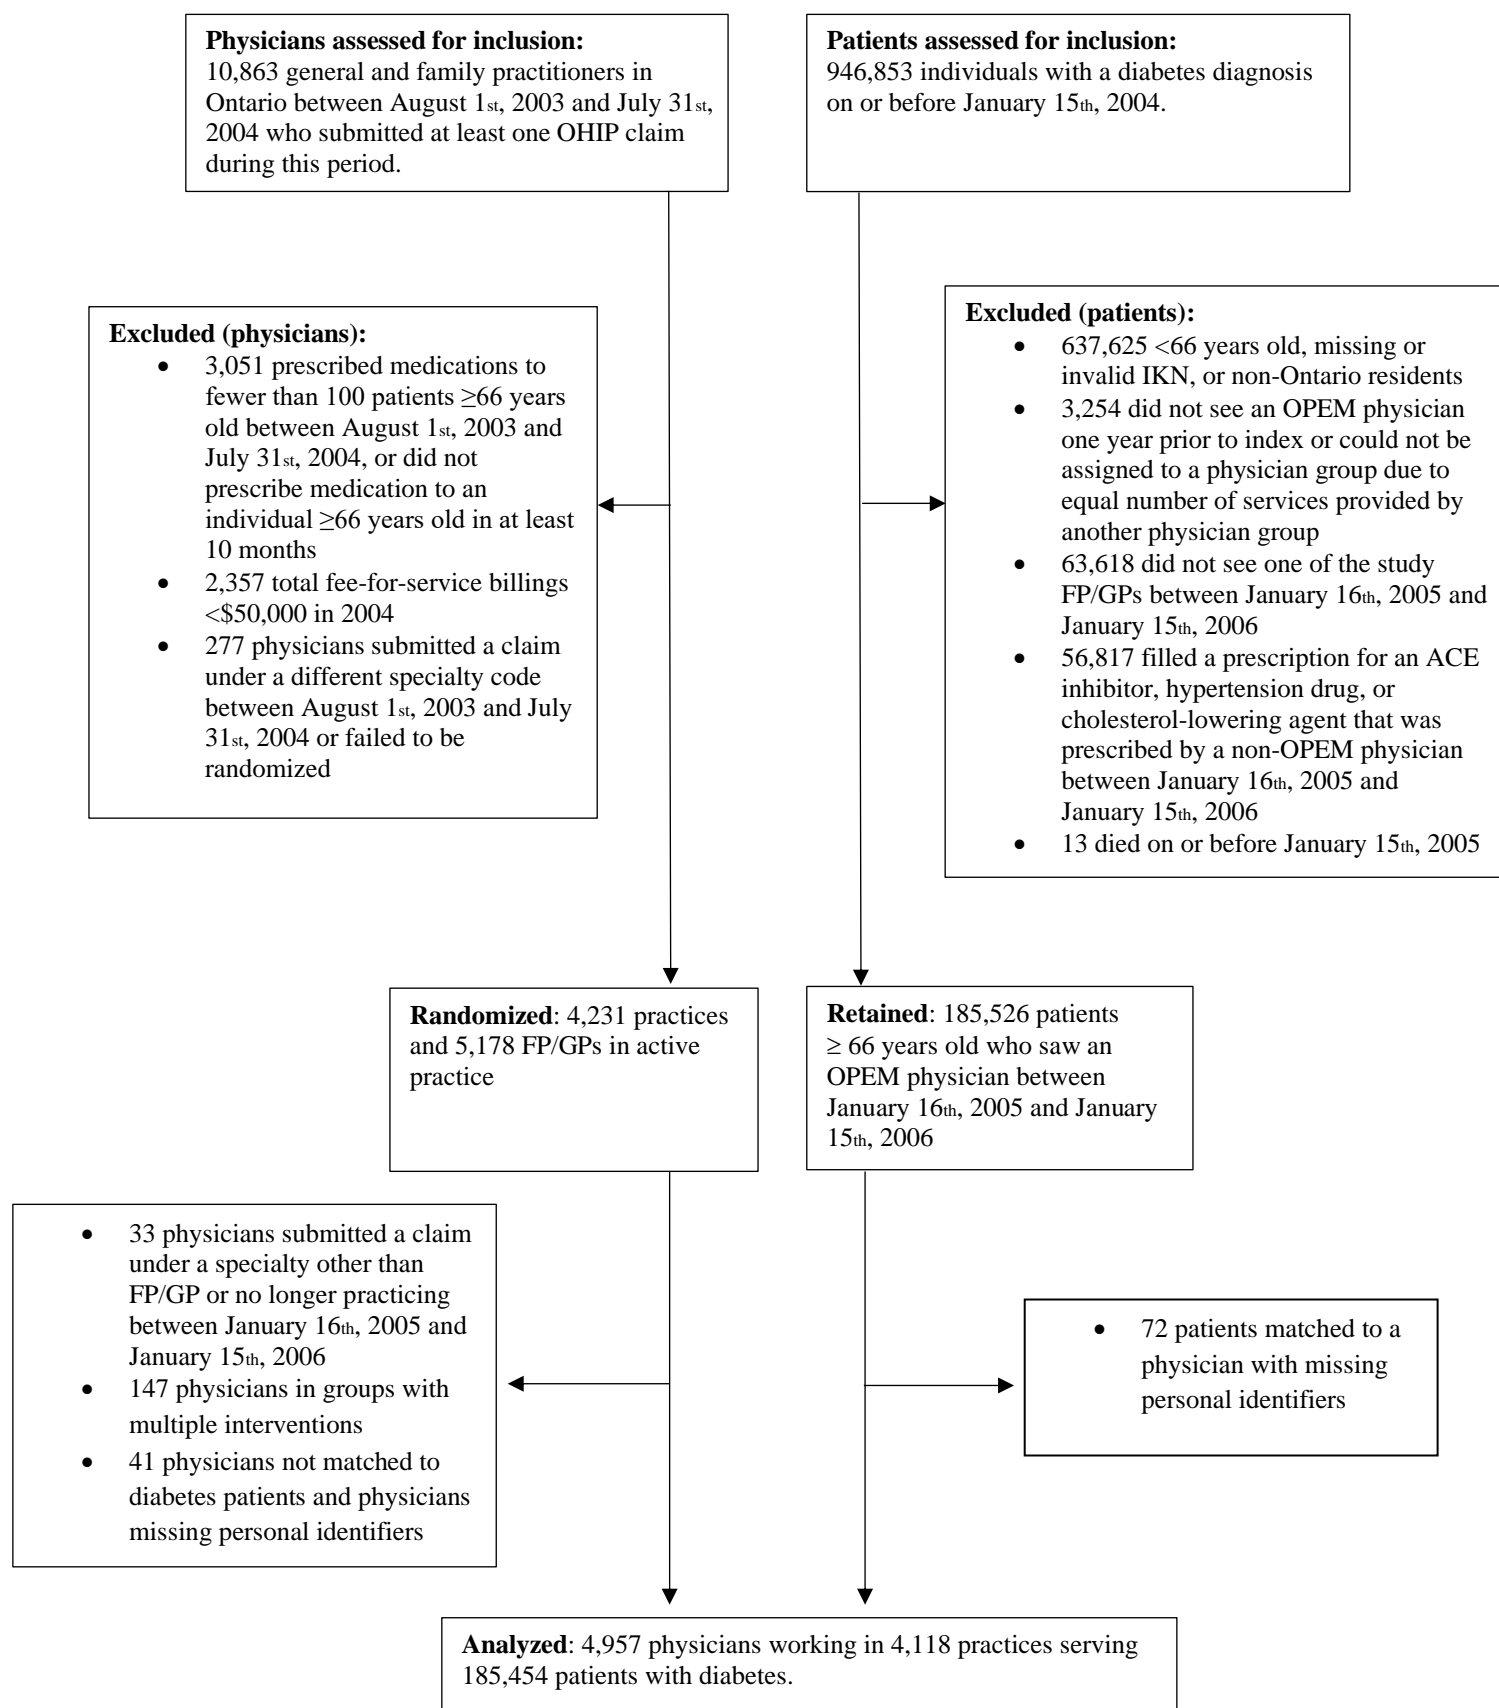 Physicians assessed for inclusion:
10,863 general and family practitioners in
Ontario between August 1st, 2003 and July 31st,
2004 who submitted at least one OHIP claim
during this period.
Patients assessed for inclusion:
946,853 individuals with a diabetes diagnosis
on or before January 15th, 2004.
Excluded (physicians):
• 3,051 prescribed medications to
fewer than 100 patients ≥66 years
old between August 1st, 2003 and
July 31st, 2004, or did not
prescribe medication to an
individual ≥66 years old in at least
10 months
• 2,357 total fee-for-service billings
<$50,000 in 2004
• 277 physicians submitted a claim
under a different specialty code
between August 1st, 2003 and July
31st, 2004 or failed to be
randomized
Excluded (patients):
• 637,625 <66 years old, missing or
invalid IKN, or non-Ontario residents
• 3,254 did not see an OPEM physician
one year prior to index or could not be
assigned to a physician group due to
equal number of services provided by
another physician group
• 63,618 did not see one of the study
FP/GPs between January 16th, 2005 and
January 15th, 2006
• 56,817 filled a prescription for an ACE
inhibitor, hypertension drug, or
cholesterol-lowering agent that was
prescribed by a non-OPEM physician
between January 16th, 2005 and
January 15th, 2006
• 13 died on or before January 15th, 2005
Randomized: 4,231 practices
and 5,178 FP/GPs in active
practice
Retained: 185,526 patients
≥ 66 years old who saw an
OPEM physician between
January 16th, 2005 and January
15th, 2006
• 33 physicians submitted a claim
under a specialty other than
FP/GP or no longer practicing
between January 16th, 2005 and
January 15th, 2006
• 147 physicians in groups with
multiple interventions
• 41 physicians not matched to
diabetes patients and physicians
missing personal identifiers
• 72 patients matched to a
physician with missing
personal identifiers
Analyzed: 4,957 physicians working in 4,118 practices serving
185,454 patients with diabetes.